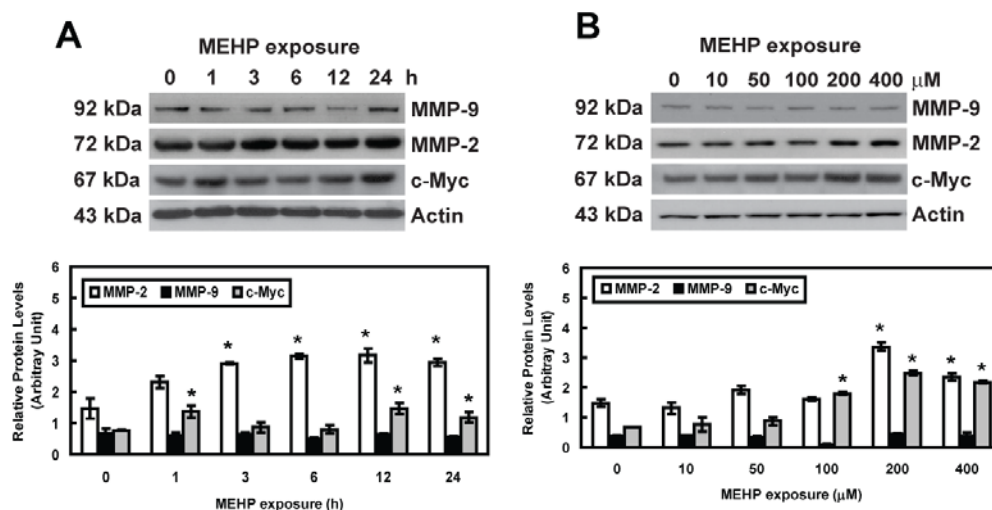 A
MEHP exposure
0 1 3 6 12 24 h
92 kDa MMP-9
72 kDa MMP-2
67 kDa c-Myc
43 kDa Actin
6
5
4
3
2
1
0
Relative Protein Levels
(Arbitray Unit)
MMP-2 MMP-9 c-Myc
* * * * * * *
0 1 3 6 12 24
MEHP exposure (h)
B
MEHP exposure
0 10 50 100 200 400 μM
92 kDa MMP-9
72 kDa MMP-2
67 kDa c-Myc
43 kDa Actin
6
5
4
3
2
1
0
Relative Protein Levels
(Arbitray Unit)
MMP-2 MMP-9 c-Myc
* * * * *
0 10 50 100 200 400
MEHP exposure (μM)